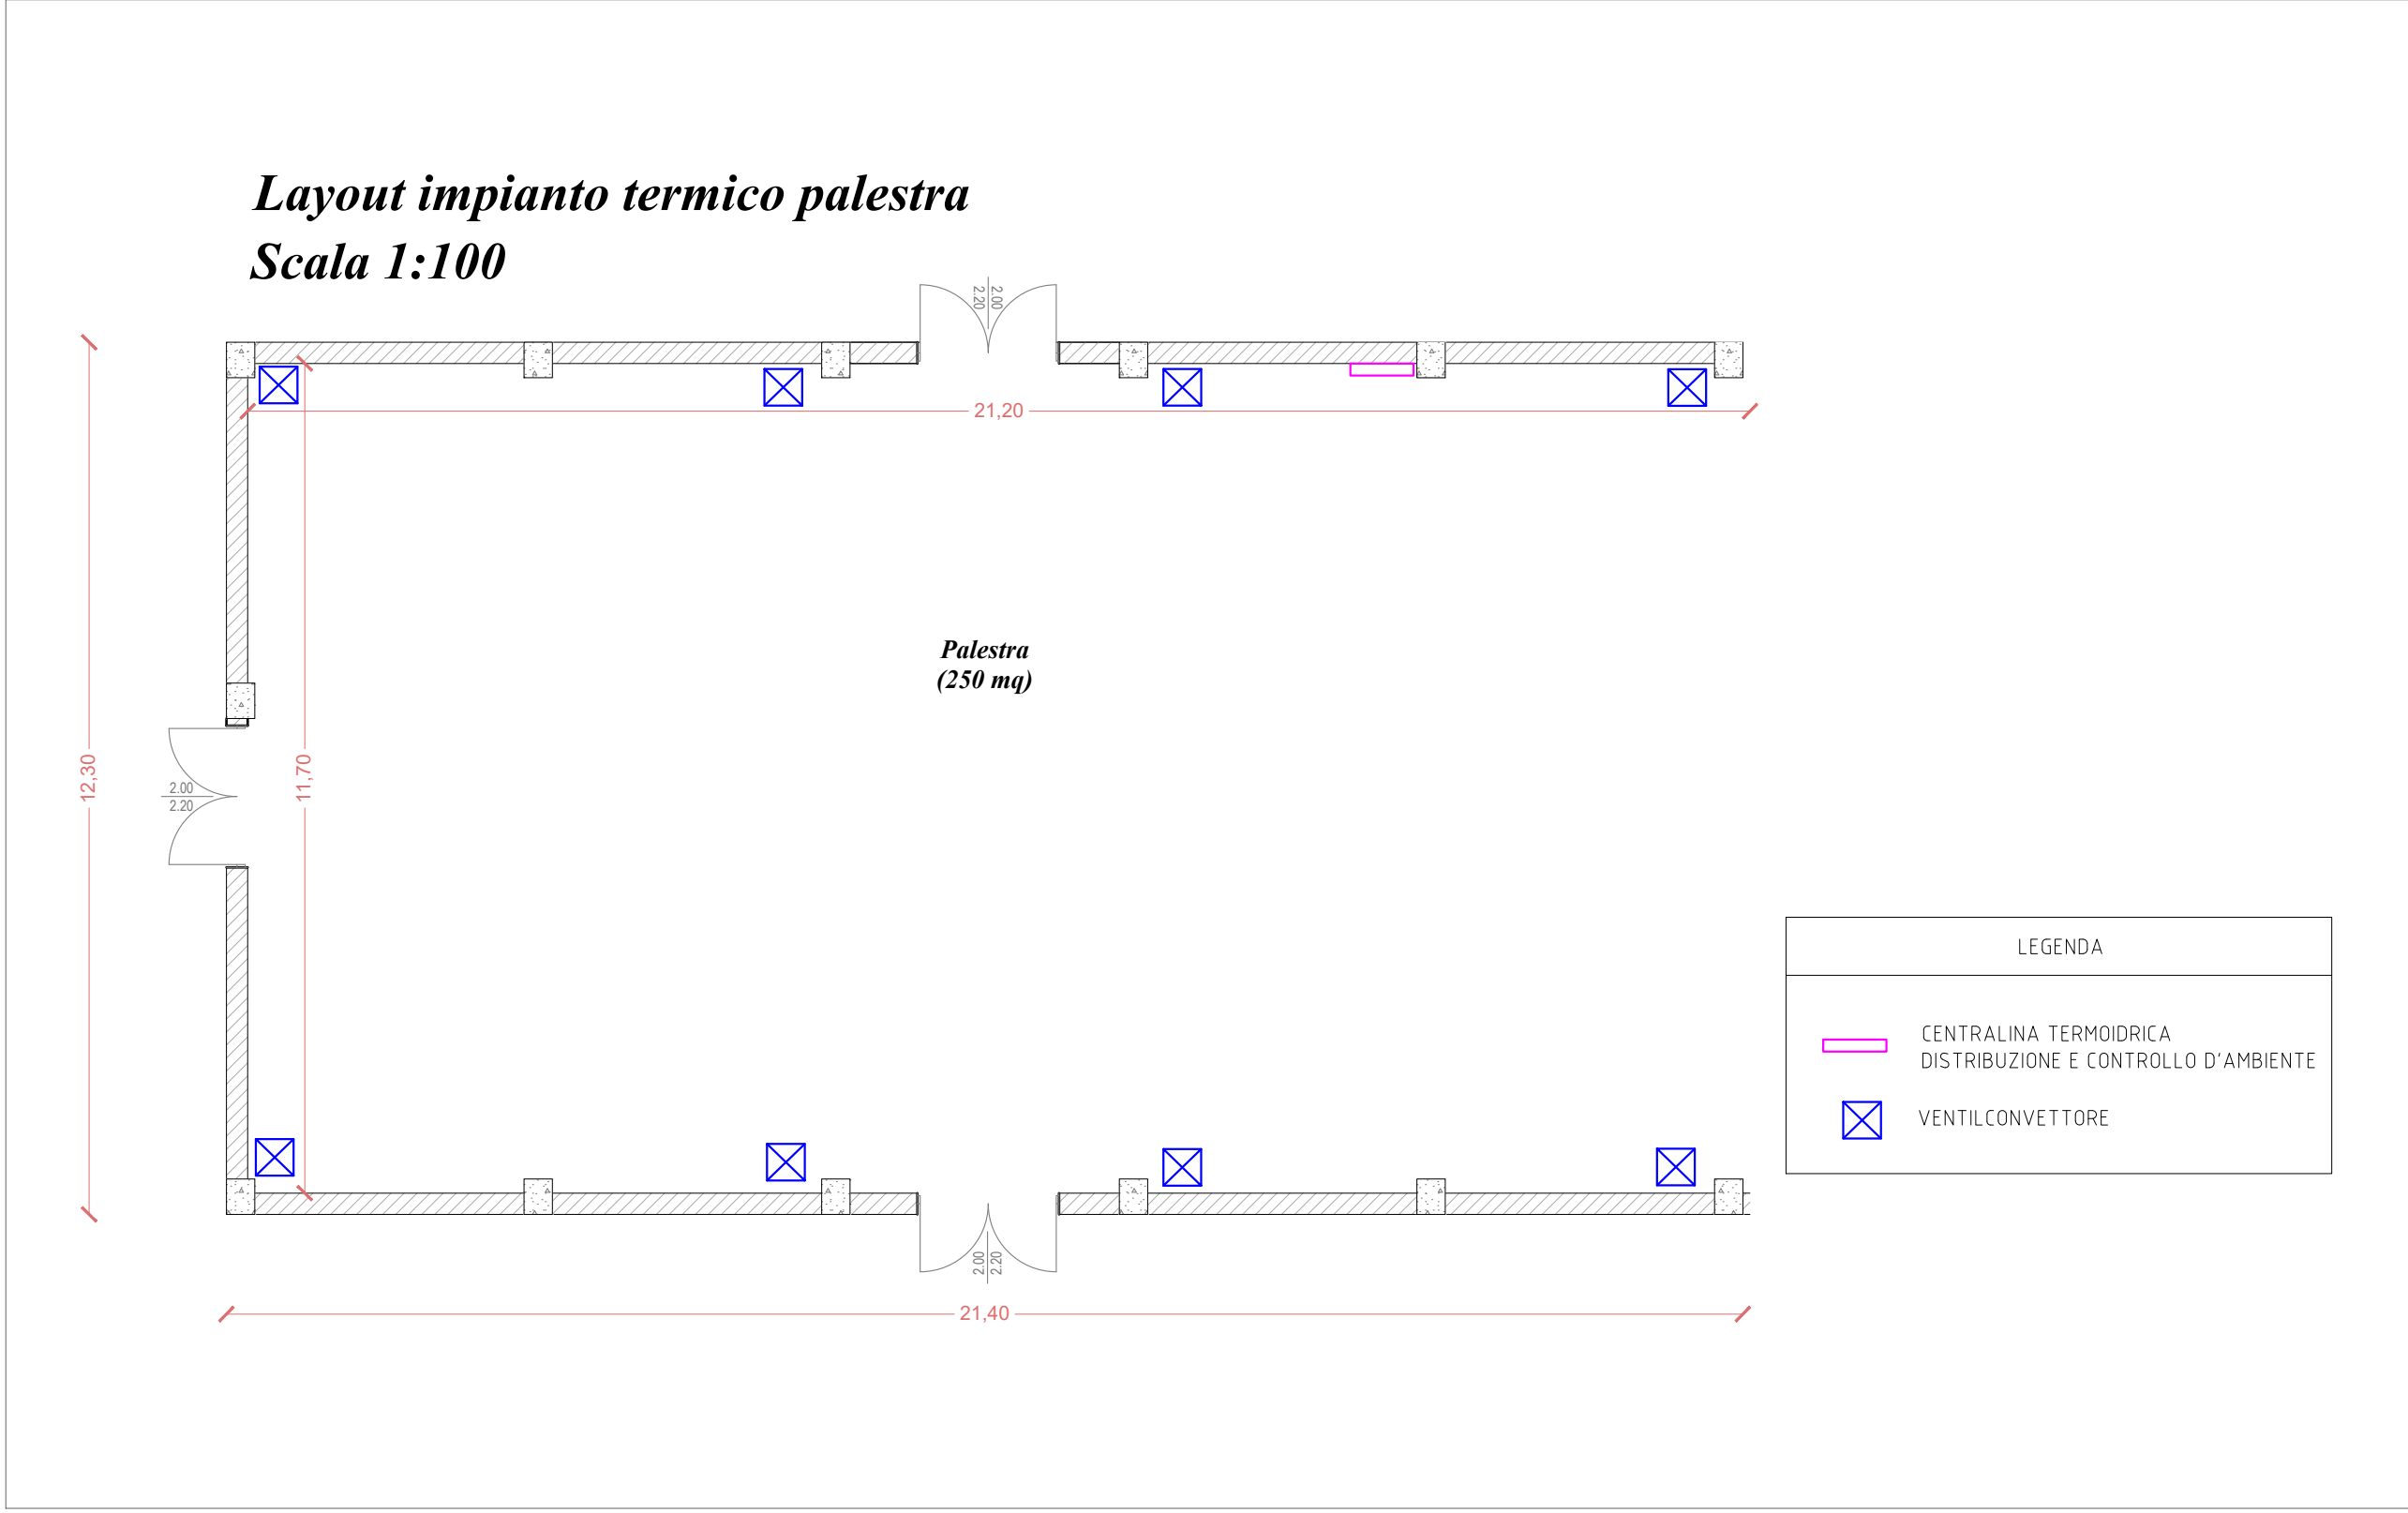 Layout impianto termico palestra
Scala 1:100
2.00
2.20
21,20
Palestra
(250 mq)
12,30
11,70
2.00
2.20
LEGENDA
CENTRALINA TERMOIDRICA
DISTRIBUZIONE E CONTROLLO D'AMBIENTE
VENTILCONVETTORE
2.00
2.20
21,40